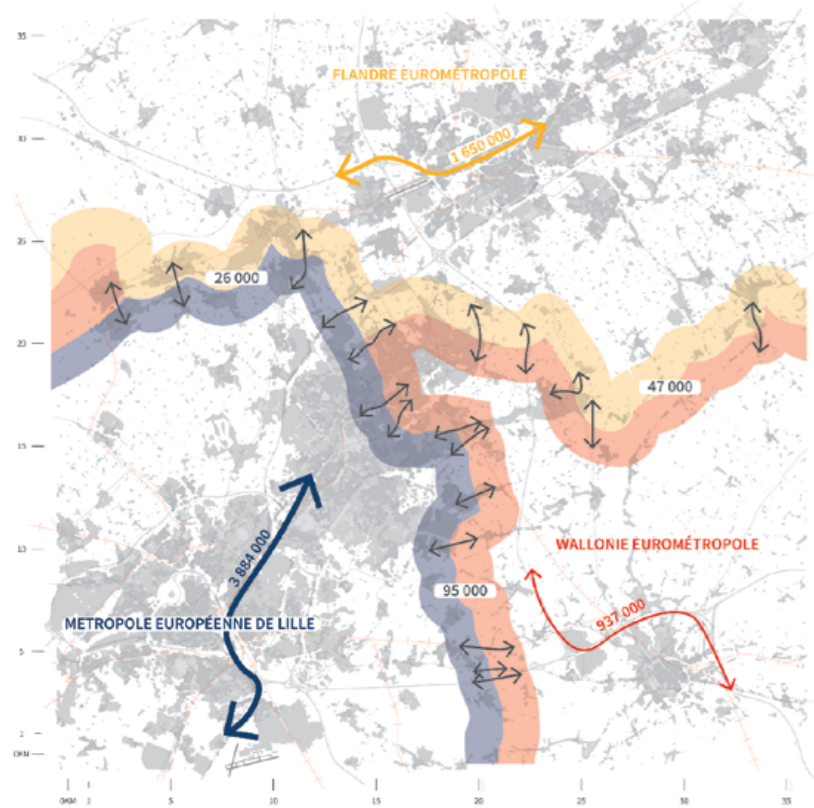 35
FLANDRE EUROMÉTROPOLE
30
1 650 000
25
26 000
20
47 000
15
3 884 000
10
WALLONIE EUROMÉTROPOLE
95 000
937 000
METROPOLE EUROPÉENNE DE LILLE
5
1
0KM
0KM 1 5 10 15 20 25 30 35